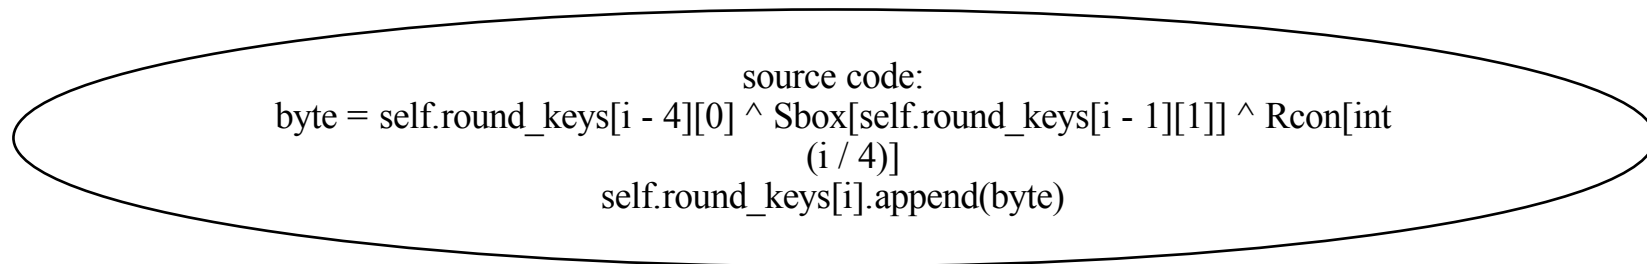 source code:
byte = self.round_keys[i - 4][0] ^ Sbox[self.round_keys[i - 1][1]] ^ Rcon[int
(i / 4)]
self.round_keys[i].append(byte)